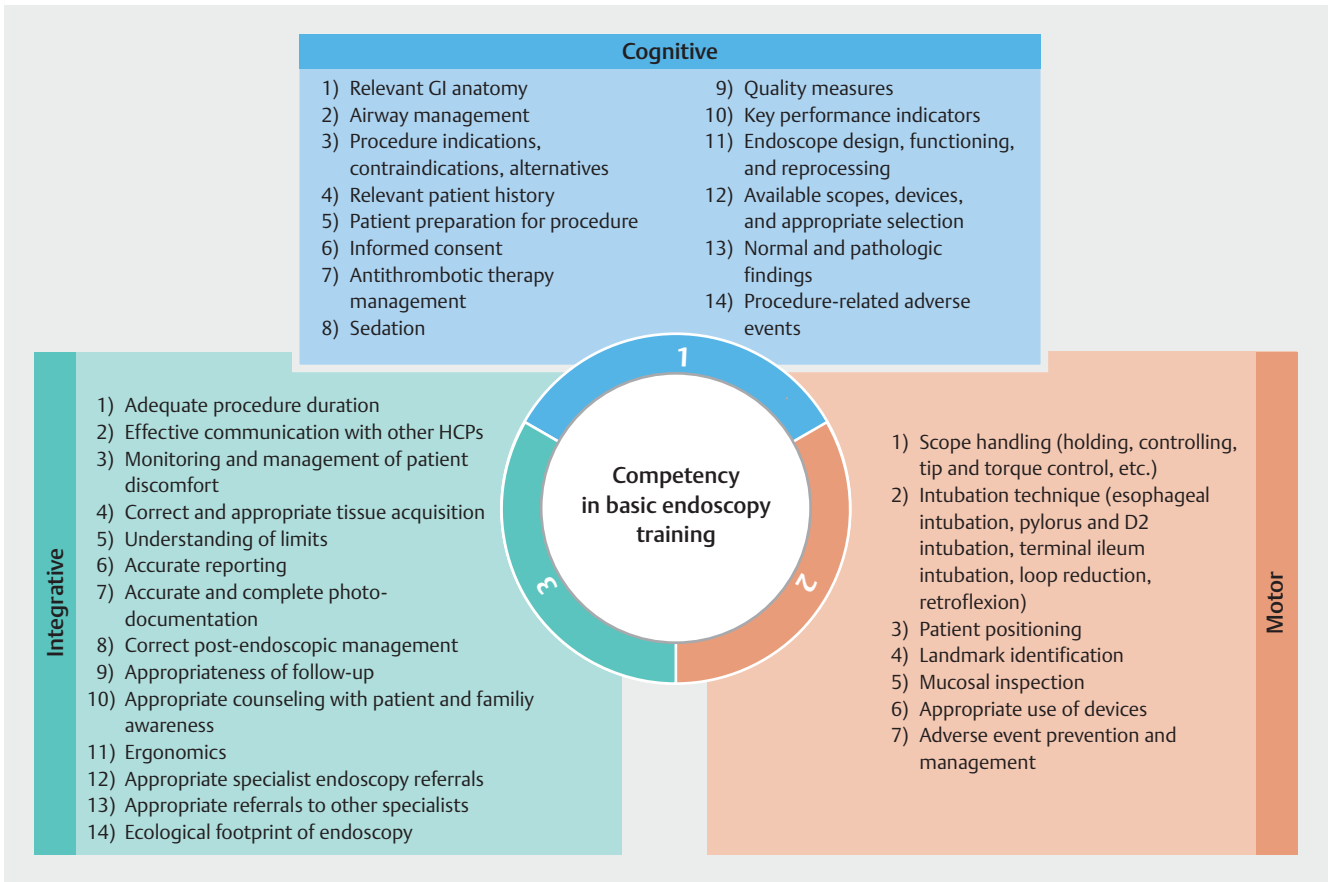 Cognitive
1) Relevant GI anatomy
2) Airway management
3) Procedure indications,
contraindications, alternatives
4) Relevant patient history
5) Patient preparation for procedure
6) Informed consent
7) Antithrombotic therapy
management
8) Sedation
9) Quality measures
10) Key performance indicators
11) Endoscope design, functioning,
and reprocessing
12) Available scopes, devices,
and appropriate selection
13) Normal and pathologic
findings
14) Procedure-related adverse
events
1
2
3
Competency
in basic endoscopy
training
Integrative
1) Adequate procedure duration
2) Effective communication with other HCPs
3) Monitoring and management of patient
discomfort
4) Correct and appropriate tissue acquisition
5) Understanding of limits
6) Accurate reporting
7) Accurate and complete photo-
documentation
8) Correct post-endoscopic management
9) Appropriateness of follow-up
10) Appropriate counseling with patient and familiy
awareness
11) Ergonomics
12) Appropriate specialist endoscopy referrals
13) Appropriate referrals to other specialists
14) Ecological footprint of endoscopy
Motor
1) Scope handling (holding, controlling,
tip and torque control, etc.)
2) Intubation technique (esophageal
intubation, pylorus and D2
intubation, terminal ileum
intubation, loop reduction,
retroflexion)
3) Patient positioning
4) Landmark identification
5) Mucosal inspection
6) Appropriate use of devices
7) Adverse event prevention and
management